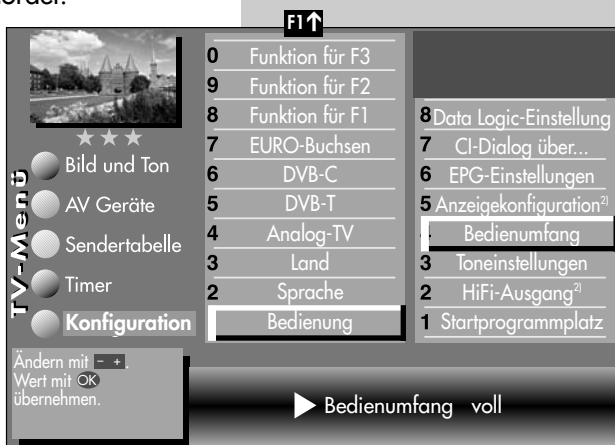 F1↑
TV-Menü
Bild und Ton
AV Geräte
Sendertabelle
Timer
Konfiguration
0 Funktion für F3
9 Funktion für F2
8 Funktion für F1
7 EURO-Buchsen
6 DVB-C
5 DVB-T
4 Analog-TV
3 Land
2 Sprache
Bedienung
8 Data Logic-Einstellung
7 CI-Dialog über...
6 EPG-Einstellungen
5 Anzeigekonfiguration2)
Bedienumfang
3 Toneinstellungen
2 HiFi-Ausgang2)
1 Startprogrammplatz
Ändern mit - + .
Wert mit OK
übernehmen.
Bedienumfang voll